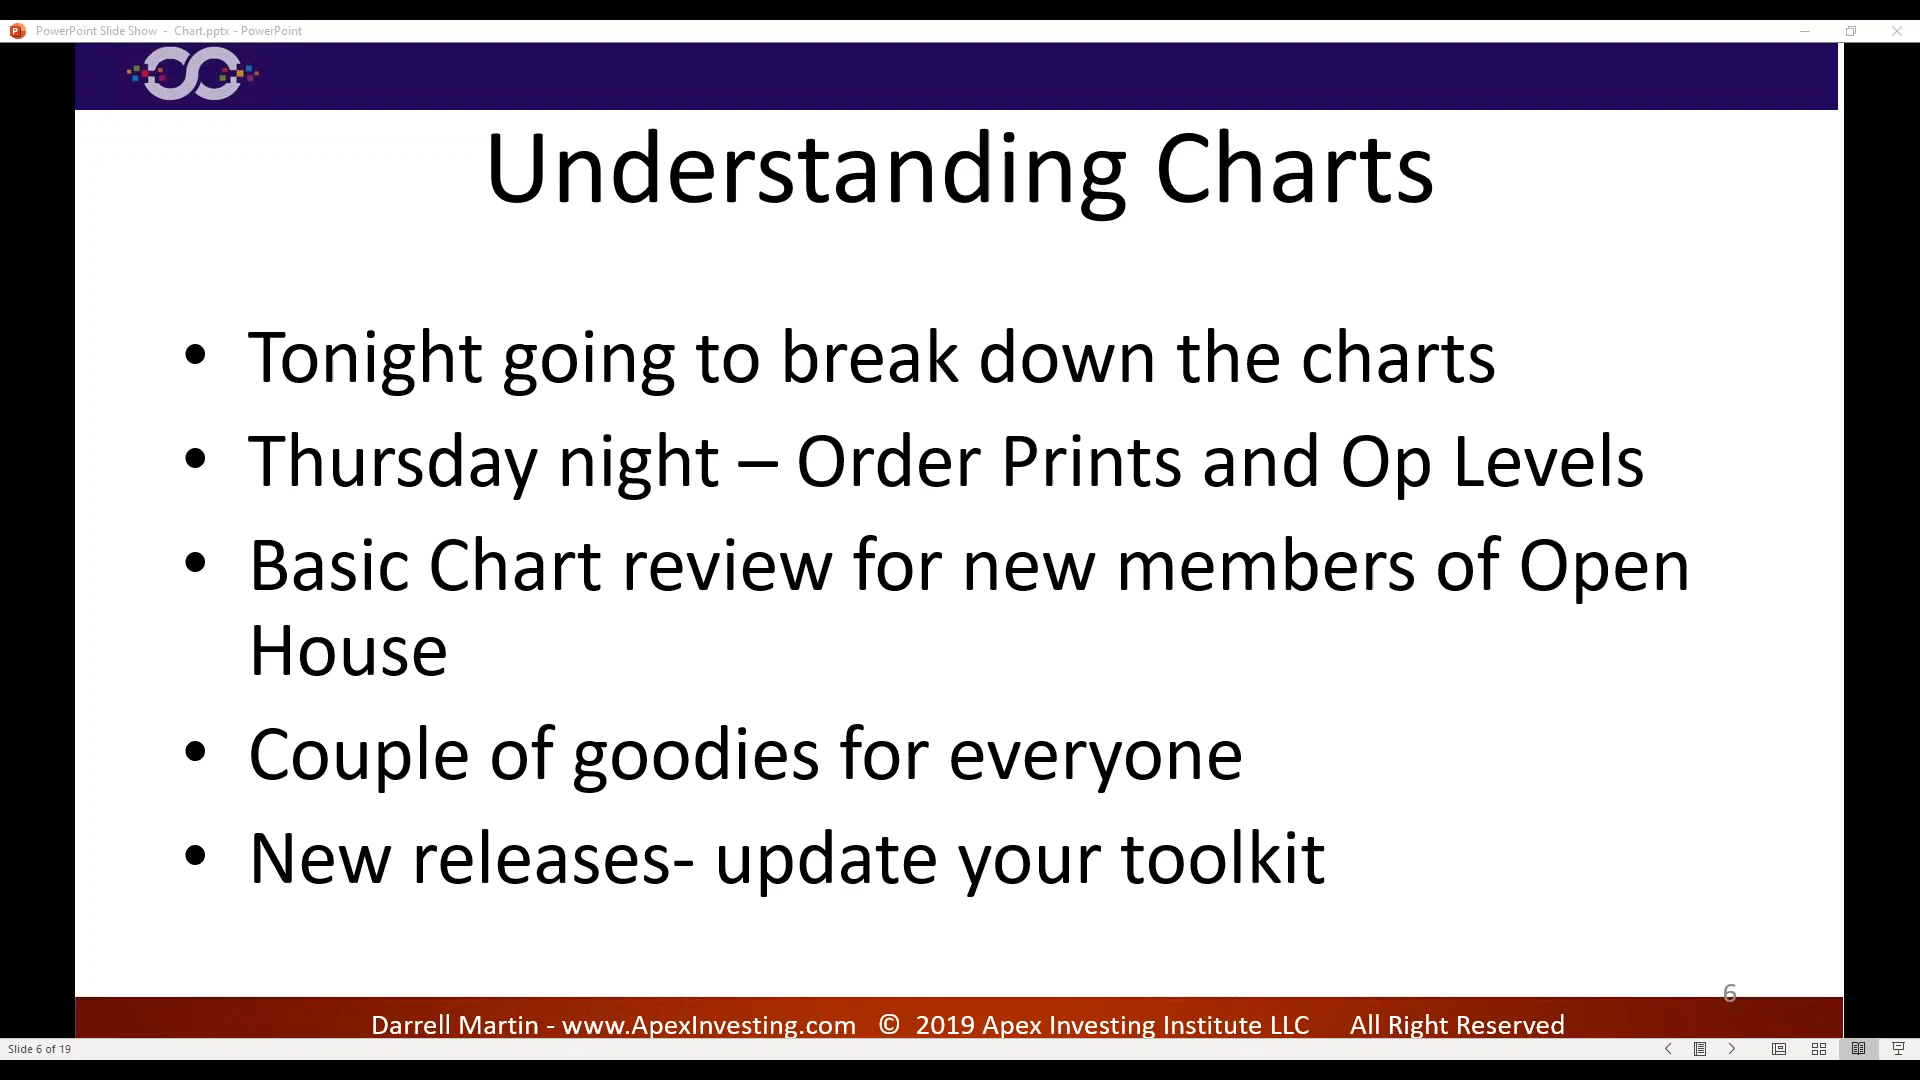 PowerPoint Slide Show - Chart.pptx - PowerPoint
Understanding Charts
• Tonight going to break down the charts
• Thursday night – Order Prints and Op Levels
• Basic Chart review for new members of Open
House
• Couple of goodies for everyone
• New releases- update your toolkit
6
Darrell Martin - www.ApexInvesting.com © 2019 Apex Investing Institute LLC All Right Reserved
Slide 6 of 19